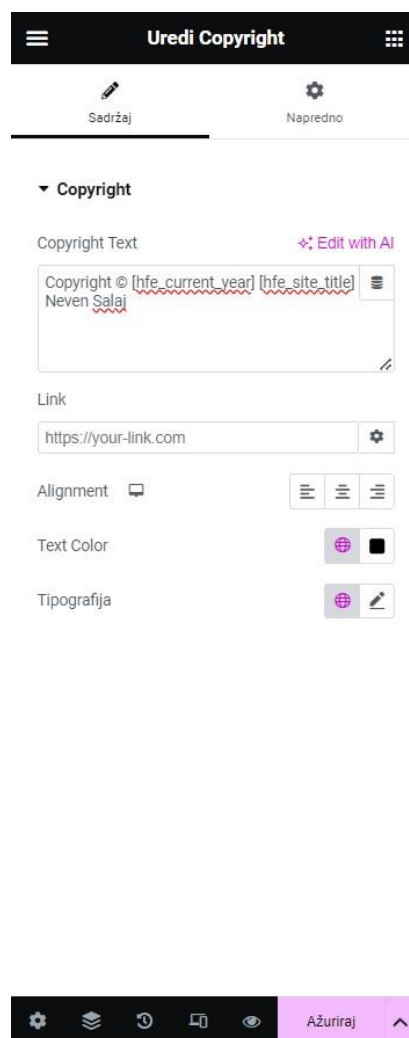 Uredi Copyright
Sadržaj
Napredno
Copyright
Copyright Text
Edit with AI
Copyright © [hfe_current_year] [hfe_site_title]
Neven Salaj
Link
https://your-link.com
Alignment
Text Color
Tipografija
Ažuriraj